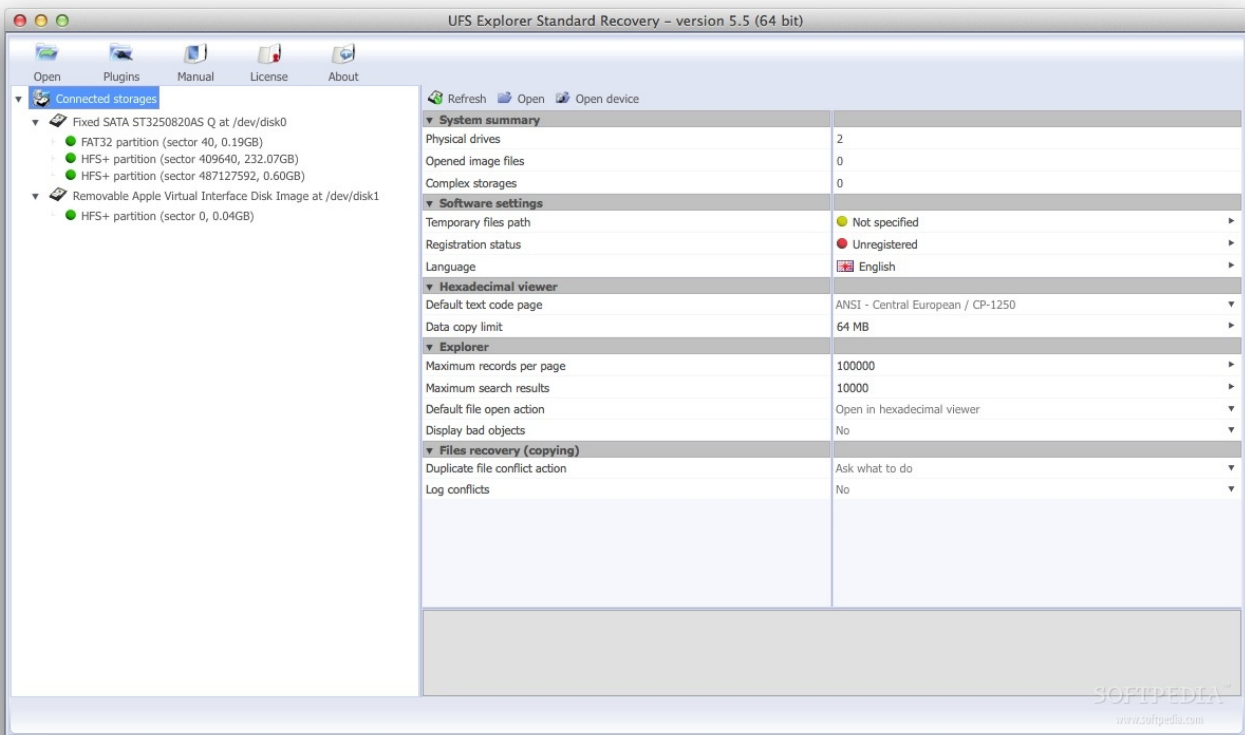 UFS Explorer Standard Recovery – version 5.5 (64 bit)
Open Plugins Manual License About
Connected storages
Fixed SATA ST3250820AS Q at /dev/disk0
FAT32 partition (sector 40, 0.19GB)
HFS+ partition (sector 409640, 232.07GB)
HFS+ partition (sector 487127592, 0.60GB)
Removable Apple Virtual Interface Disk Image at /dev/disk1
HFS+ partition (sector 0, 0.04GB)
Refresh Open Open device
System summary
Physical drives 2
Opened image files 0
Complex storages 0
Software settings
Temporary files path Not specified
Registration status Unregistered
Language English
Hexadecimal viewer
Default text code page ANSI - Central European / CP-1250
Data copy limit 64 MB
Explorer
Maximum records per page 100000
Maximum search results 10000
Default file open action Open in hexadecimal viewer
Display bad objects No
Files recovery (copying)
Duplicate file conflict action Ask what to do
Log conflicts No
SOFTPEDIA
www.softpedia.com